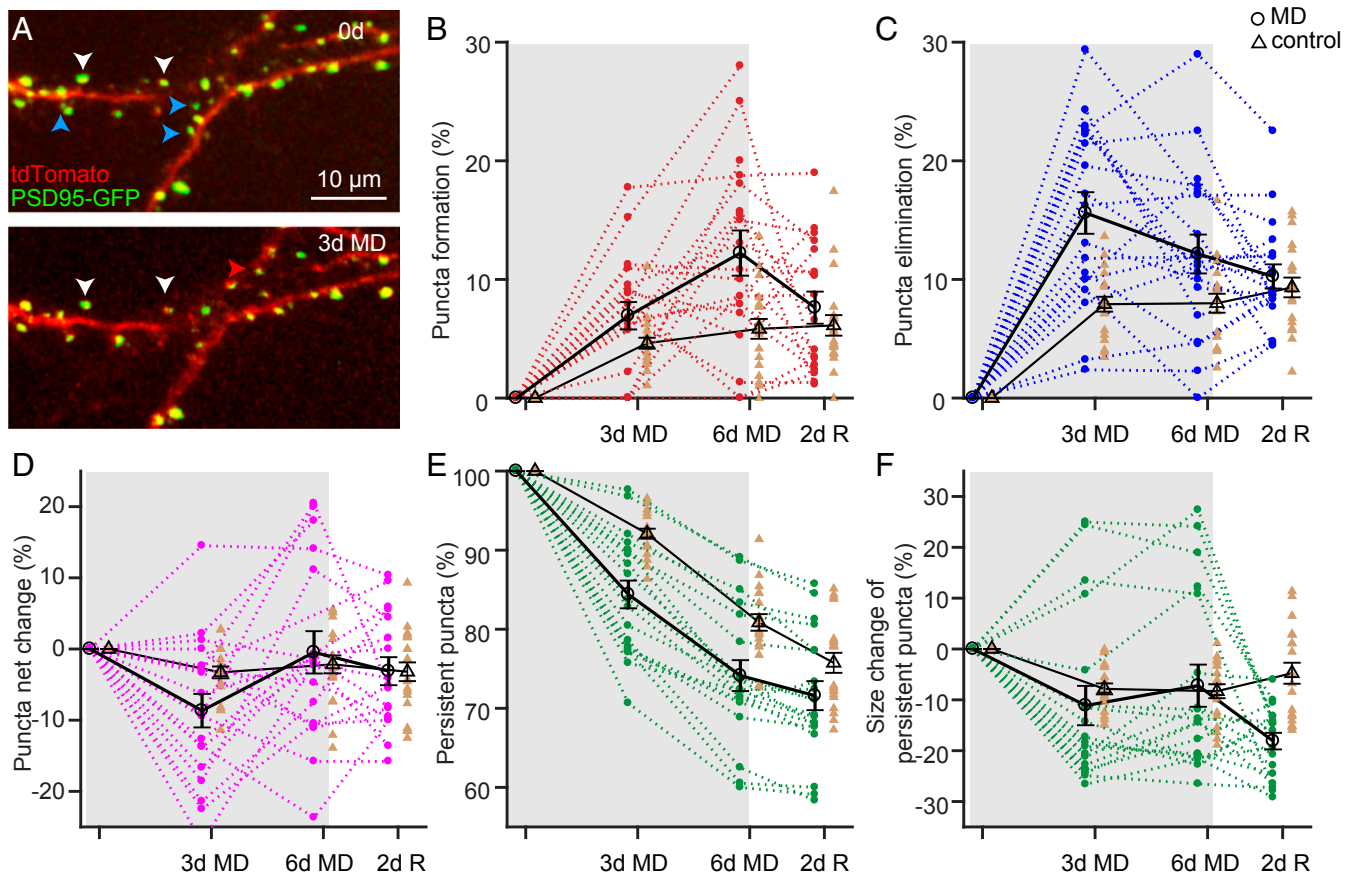 A
0d
tdTomato
PSD95-GFP
10 µm
3d MD
B
Puncta formation (%)
30
20
10
0
3d MD
6d MD
2d R
C
MD
control
Puncta elimination (%)
30
20
10
0
3d MD
6d MD
2d R
D
Puncta net change (%)
20
10
0
-10
-20
3d MD
6d MD
2d R
E
Persistent puncta (%)
100
90
80
70
60
3d MD
6d MD
2d R
F
Size change of
persistent puncta (%)
30
20
10
0
-10
-20
-30
3d MD
6d MD
2d R